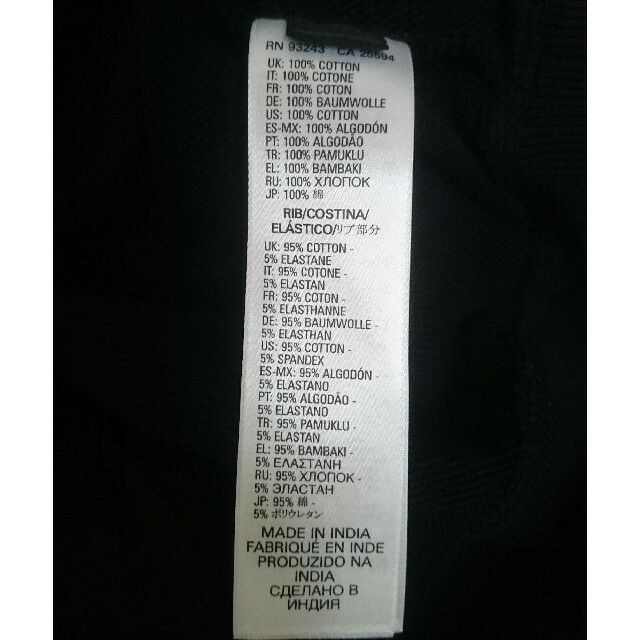 RN 93243 CA 25594
UK: 100% COTTON
IT: 100% COTONE
FR: 100% COTON
DE: 100% BAUMWOLLE
US: 100% COTTON
ES-MX: 100% ALGODÓN
PT: 100% ALGODÃO
TR: 100% PAMUKLU
EL: 100% BAMBAKI
RU: 100% ХЛОПОК
JP: 100% 綿
RIB/COSTINA/
ELÁSTICO/リブ部分
UK: 95% COTTON -
5% ELASTANE
IT: 95% COTONE -
5% ELASTAN
FR: 95% COTON -
5% ELASTHANNE
DE: 95% BAUMWOLLE -
5% ELASTHAN
US: 95% COTTON -
5% SPANDEX
ES-MX: 95% ALGODÓN -
5% ELASTANO
PT: 95% ALGODÃO -
5% ELASTANO
TR: 95% PAMUKLU -
5% ELASTAN
EL: 95% BAMBAKI -
5% ΕΛΑΣΤΑΝΗ
RU: 95% ХЛОПОК -
5% ЭЛАСТАН
JP: 95% 綿 -
5% ポリウレタン
MADE IN INDIA
FABRIQUÉ EN INDE
PRODUZIDO NA
INDIA
СДЕЛАНО В
ИНДИЯ